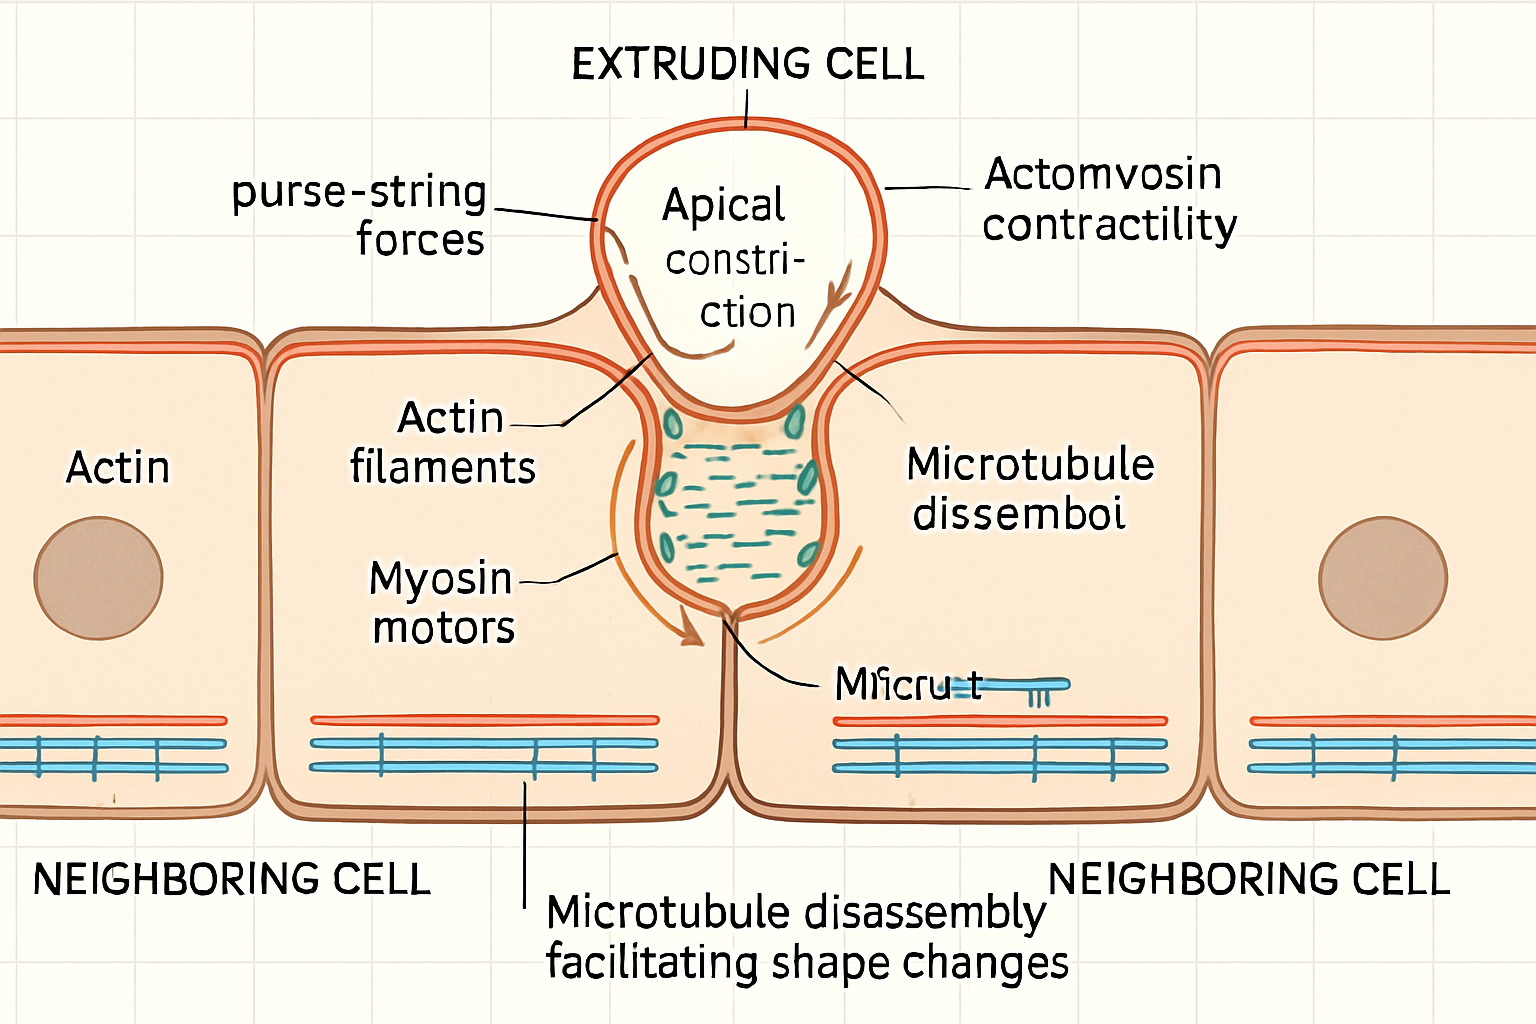 EXTRUDING CELL
purse-string
forces
Apical
constri-
ction
Actomvosin
contractility
Actin
filaments
Actin
Microtubule
dissemboi
Myosin
motors
NEIGHBORING CELL
NEIGHBORING CELL
Microtubule disassembly
facilitating shape changes